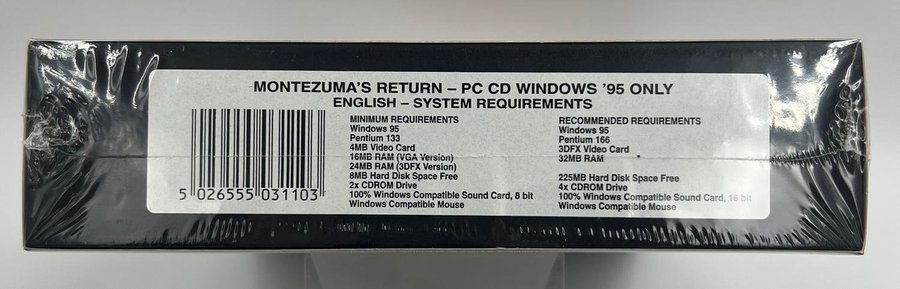 MONTEZUMA'S RETURN – PC CD WINDOWS '95 ONLY
ENGLISH – SYSTEM REQUIREMENTS
MINIMUM REQUIREMENTS
Windows 95
Pentium 133
4MB Video Card
16MB RAM (VGA Version)
24MB RAM (3DFX Version)
8MB Hard Disk Space Free
2x CDROM Drive
100% Windows Compatible Sound Card, 8 bit
Windows Compatible Mouse
RECOMMENDED REQUIREMENTS
Windows 95
Pentium 166
3DFX Video Card
32MB RAM
225MB Hard Disk Space Free
4x CDROM Drive
100% Windows Compatible Sound Card, 16 bit
Windows Compatible Mouse
5 026555 031103